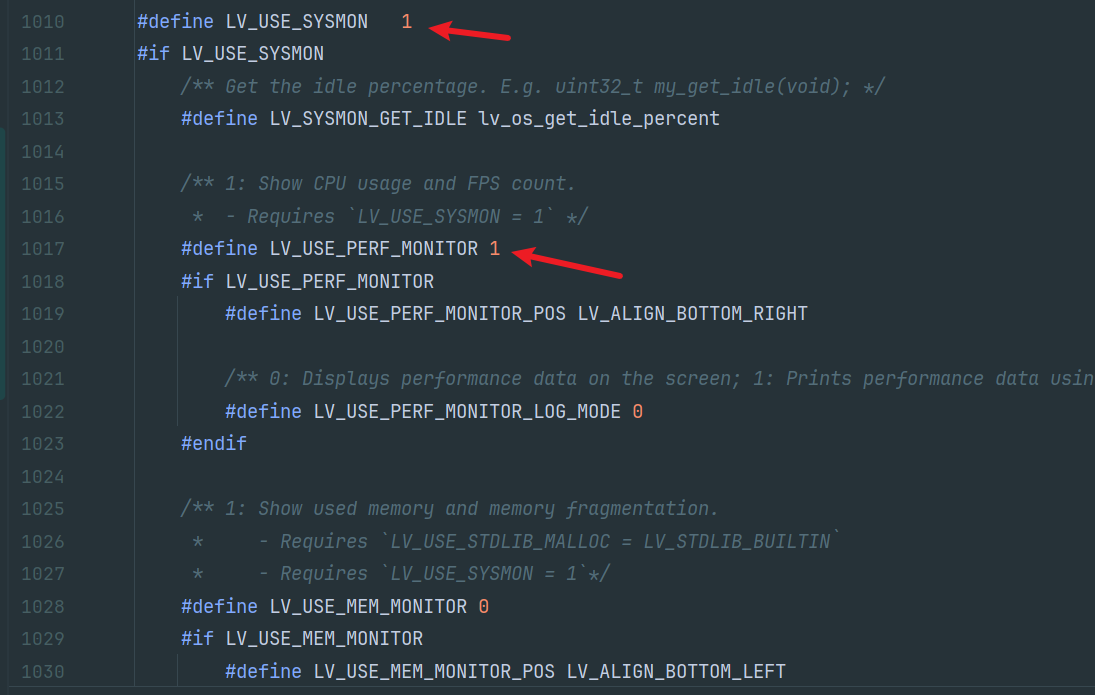 1010 #define LV_USE_SYSMON   1
1011 #if LV_USE_SYSMON
1012     /** Get the idle percentage. E.g. uint32_t my_get_idle(void); */
1013     #define LV_SYSMON_GET_IDLE lv_os_get_idle_percent
1014
1015     /** 1: Show CPU usage and FPS count.
1016      *  - Requires `LV_USE_SYSMON = 1` */
1017     #define LV_USE_PERF_MONITOR 1
1018     #if LV_USE_PERF_MONITOR
1019         #define LV_USE_PERF_MONITOR_POS LV_ALIGN_BOTTOM_RIGHT
1020
1021         /** 0: Displays performance data on the screen; 1: Prints performance data usin
1022         #define LV_USE_PERF_MONITOR_LOG_MODE 0
1023     #endif
1024
1025     /** 1: Show used memory and memory fragmentation.
1026      *     - Requires `LV_USE_STDLIB_MALLOC = LV_STDLIB_BUILTIN`
1027      *     - Requires `LV_USE_SYSMON = 1`*/
1028     #define LV_USE_MEM_MONITOR 0
1029     #if LV_USE_MEM_MONITOR
1030         #define LV_USE_MEM_MONITOR_POS LV_ALIGN_BOTTOM_LEFT